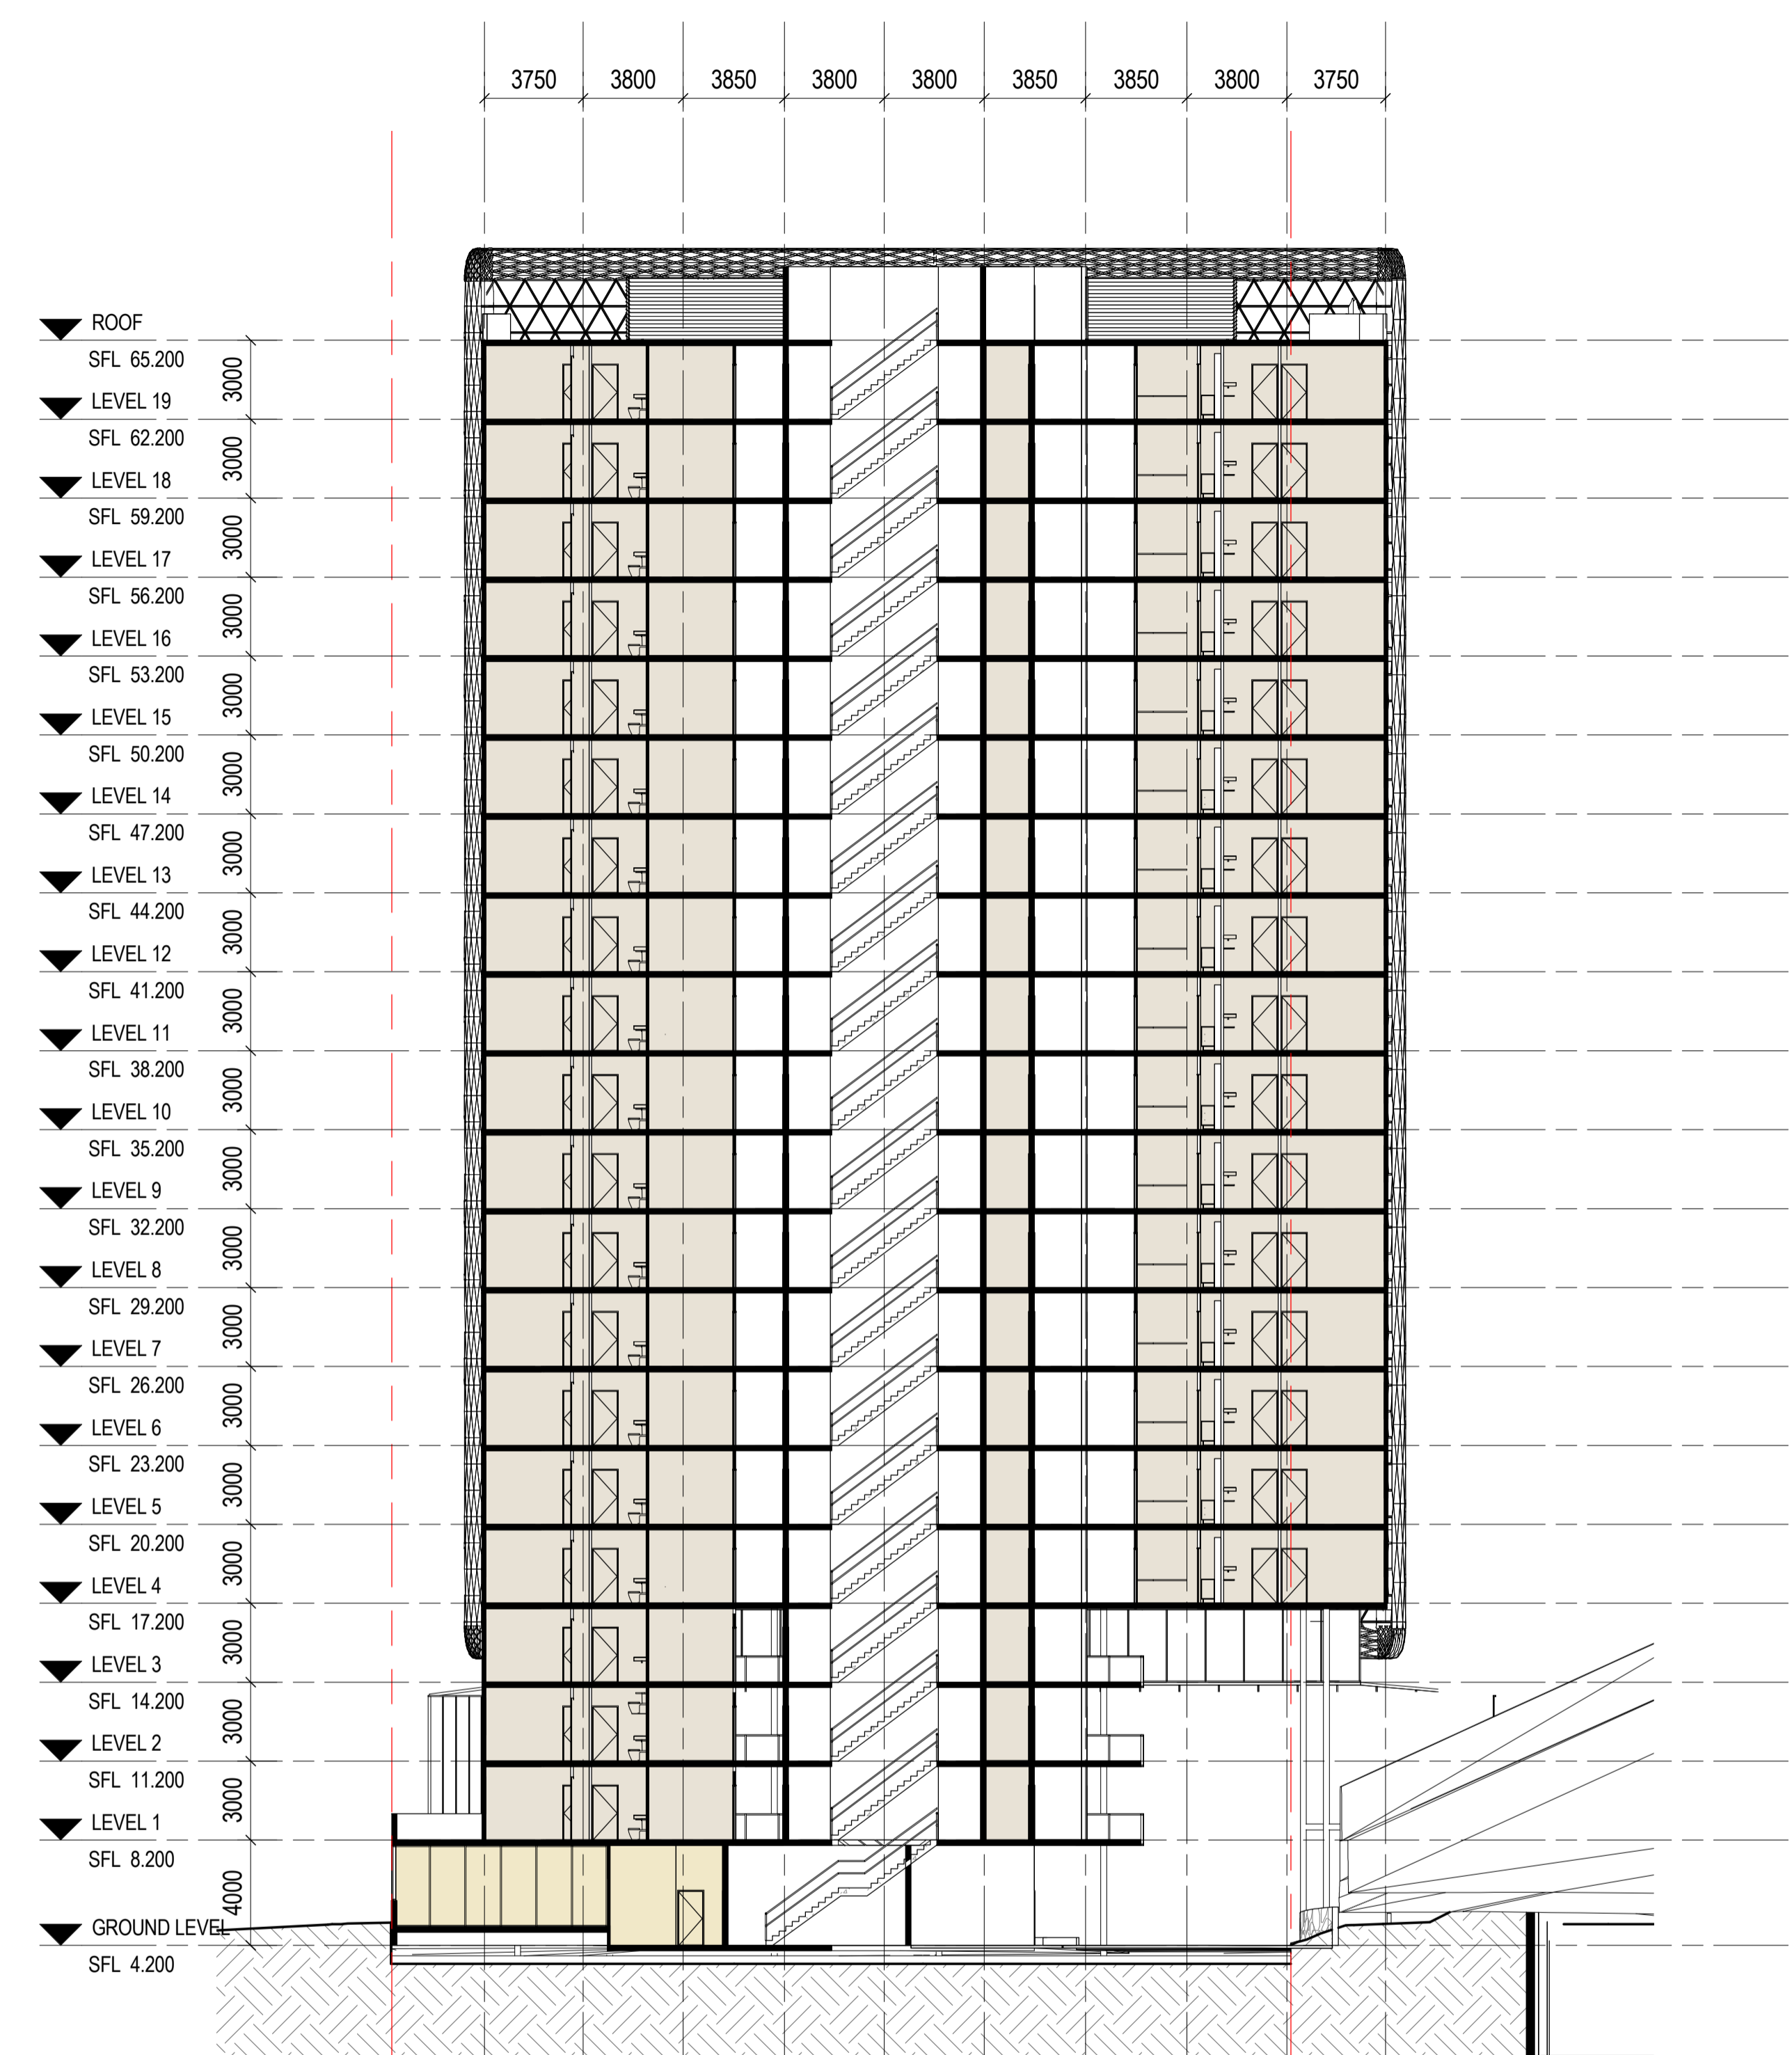 3750 3800 3850 3800 3800 3850 3850 3800 3750
ROOF
SFL 65.200
3000
LEVEL 19
SFL 62.200
3000
LEVEL 18
SFL 59.200
3000
LEVEL 17
SFL 56.200
3000
LEVEL 16
SFL 53.200
3000
LEVEL 15
SFL 50.200
3000
LEVEL 14
SFL 47.200
3000
LEVEL 13
SFL 44.200
3000
LEVEL 12
SFL 41.200
3000
LEVEL 11
SFL 38.200
3000
LEVEL 10
SFL 35.200
3000
LEVEL 9
SFL 32.200
3000
LEVEL 8
SFL 29.200
3000
LEVEL 7
SFL 26.200
3000
LEVEL 6
SFL 23.200
3000
LEVEL 5
SFL 20.200
3000
LEVEL 4
SFL 17.200
3000
LEVEL 3
SFL 14.200
3000
LEVEL 2
SFL 11.200
3000
LEVEL 1
SFL 8.200
4000
GROUND LEVEL
SFL 4.200